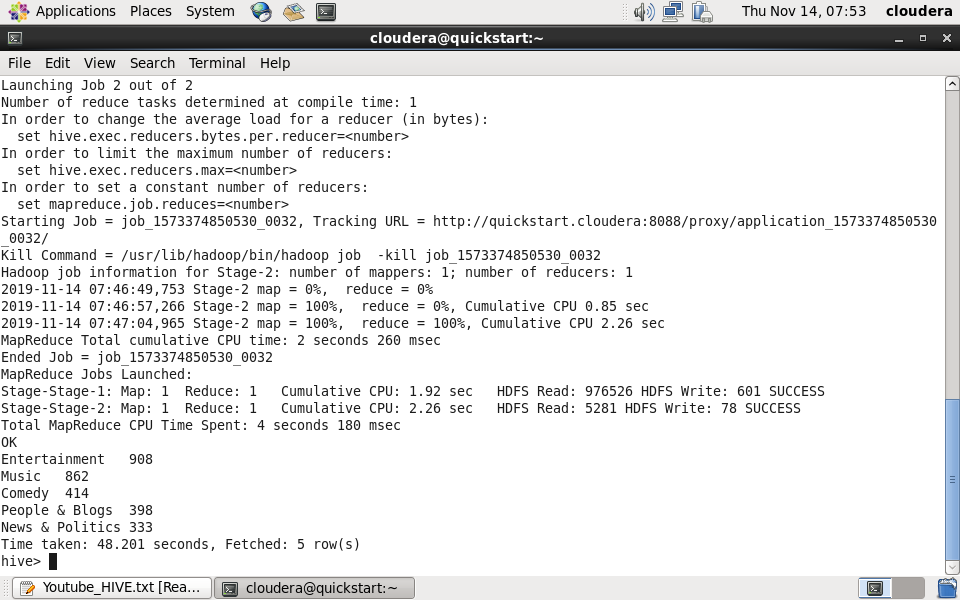 Applications Places System Thu Nov 14, 07:53 cloudera
cloudera@quickstart:~
File Edit View Search Terminal Help
Launching Job 2 out of 2
Number of reduce tasks determined at compile time: 1
In order to change the average load for a reducer (in bytes):
  set hive.exec.reducers.bytes.per.reducer=<number>
In order to limit the maximum number of reducers:
  set hive.exec.reducers.max=<number>
In order to set a constant number of reducers:
  set mapreduce.job.reduces=<number>
Starting Job = job_1573374850530_0032, Tracking URL = http://quickstart.cloudera:8088/proxy/application_1573374850530
_0032/
Kill Command = /usr/lib/hadoop/bin/hadoop job  -kill job_1573374850530_0032
Hadoop job information for Stage-2: number of mappers: 1; number of reducers: 1
2019-11-14 07:46:49,753 Stage-2 map = 0%,  reduce = 0%
2019-11-14 07:46:57,266 Stage-2 map = 100%,  reduce = 0%, Cumulative CPU 0.85 sec
2019-11-14 07:47:04,965 Stage-2 map = 100%,  reduce = 100%, Cumulative CPU 2.26 sec
MapReduce Total cumulative CPU time: 2 seconds 260 msec
Ended Job = job_1573374850530_0032
MapReduce Jobs Launched:
Stage-Stage-1: Map: 1  Reduce: 1   Cumulative CPU: 1.92 sec   HDFS Read: 976526 HDFS Write: 601 SUCCESS
Stage-Stage-2: Map: 1  Reduce: 1   Cumulative CPU: 2.26 sec   HDFS Read: 5281 HDFS Write: 78 SUCCESS
Total MapReduce CPU Time Spent: 4 seconds 180 msec
OK
Entertainment   908
Music   862
Comedy  414
People & Blogs  398
News & Politics 333
Time taken: 48.201 seconds, Fetched: 5 row(s)
hive>
Youtube_HIVE.txt [Rea... cloudera@quickstart:~